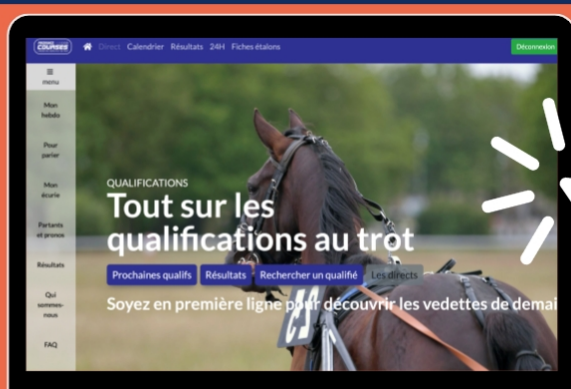 COURSES
Direct Calendrier Résultats 24H Fiches étalons
Déconnexion
menu
Mon
hebdo
Pour
parier
Mon
écurie
Partants
et pronos
Résultats
Qui
sommes-
nous
FAQ
QUALIFICATIONS
Tout sur les
qualifications au trot
Prochaines qualifs
Résultats
Rechercher un qualifié
Les directs
Soyez en première ligne pour découvrir les vedettes de demai